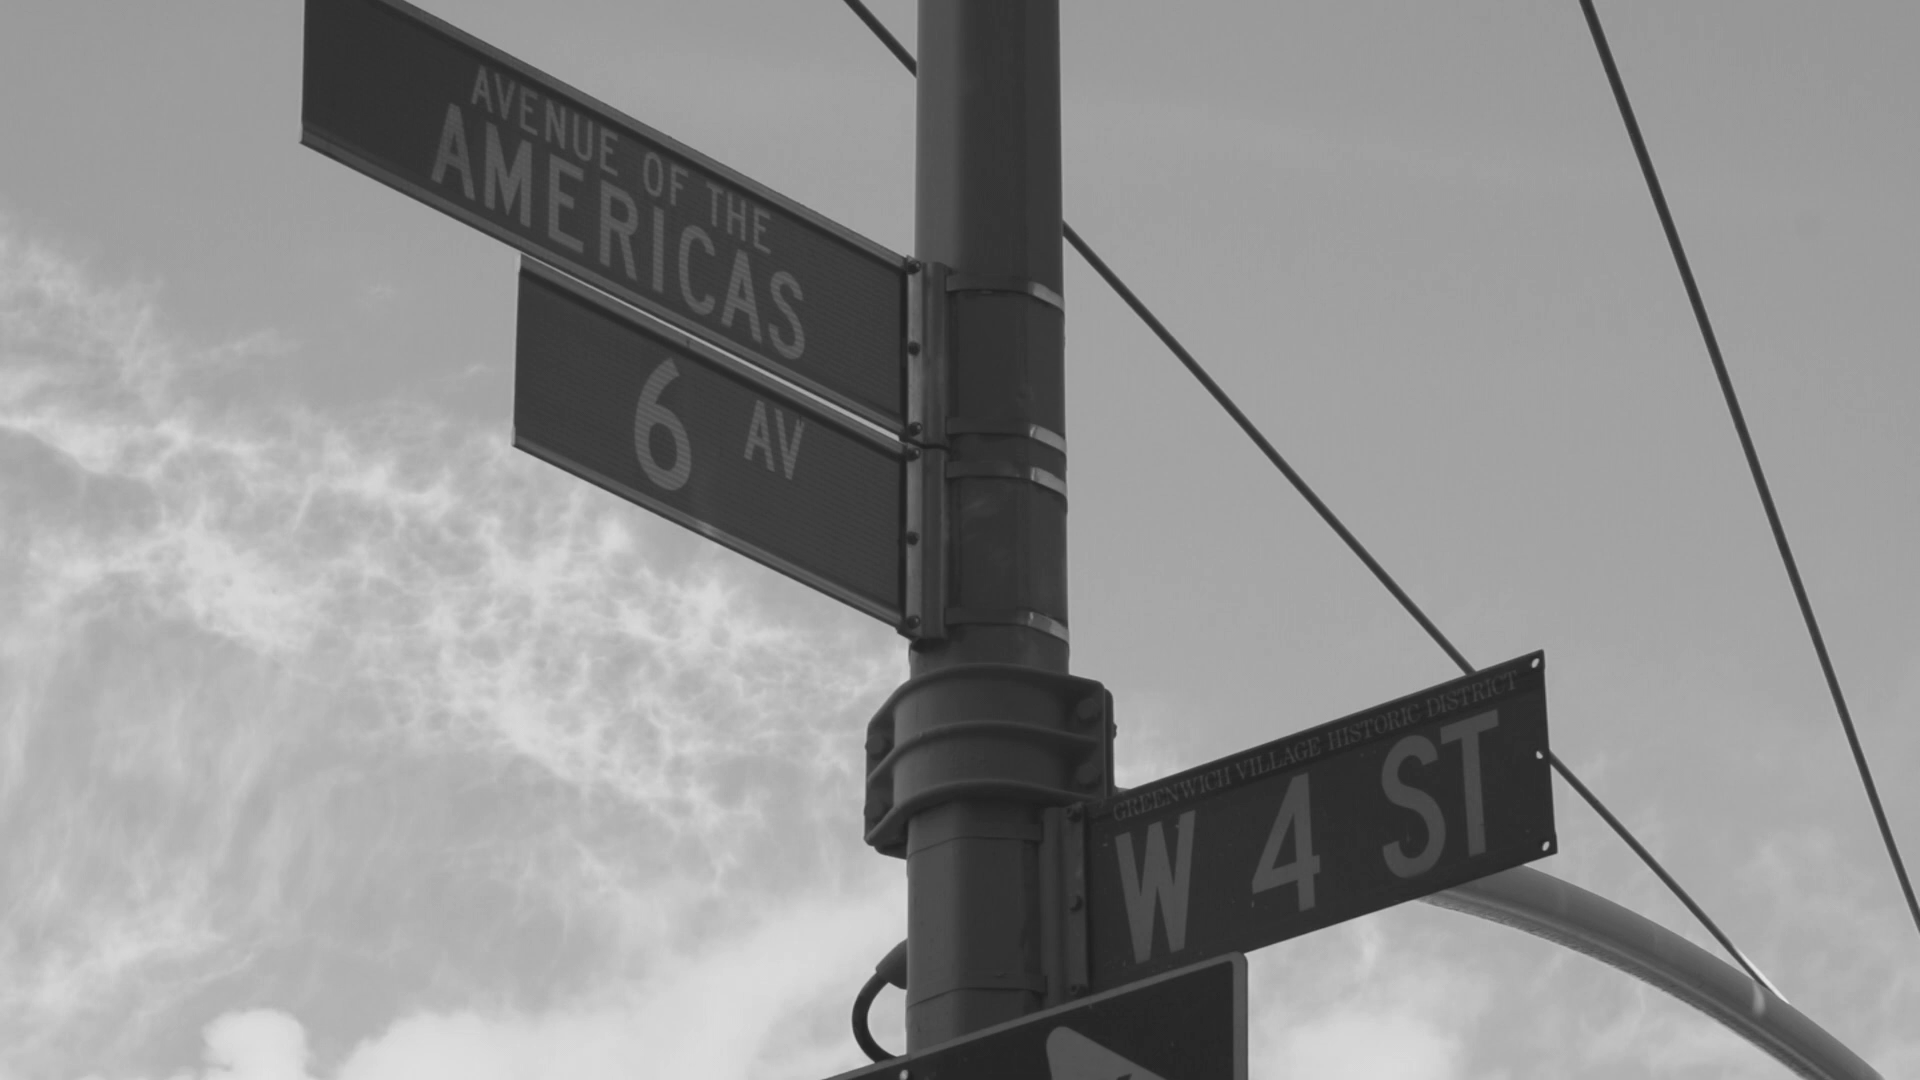 AVENUE OF THE
AMERICAS
6 AV
GREENWICH VILLAGE HISTORIC DISTRICT
W 4 ST